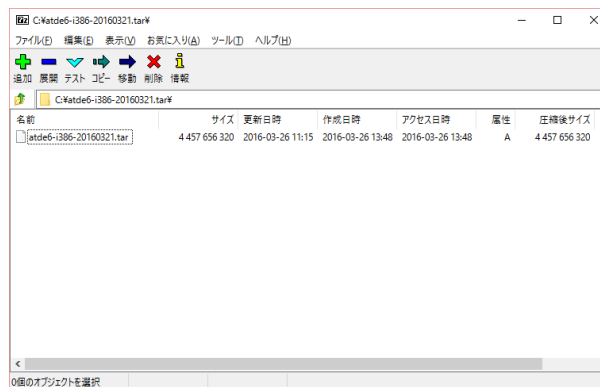 7z C:¥atde6-i386-20160321.tar¥
ファイル(F) 編集(E) 表示(V) お気に入り(A) ツール(T) ヘルプ(H)
追加 展開 テスト コピー 移動 削除 情報
C:¥atde6-i386-20160321.tar¥
名前 サイズ 更新日時 作成日時 アクセス日時 属性 圧縮後サイズ
atde6-i386-20160321.tar 4 457 656 320 2016-03-26 11:15 2016-03-26 13:48 2016-03-26 13:48 A 4 457 656 320
0個のオブジェクトを選択